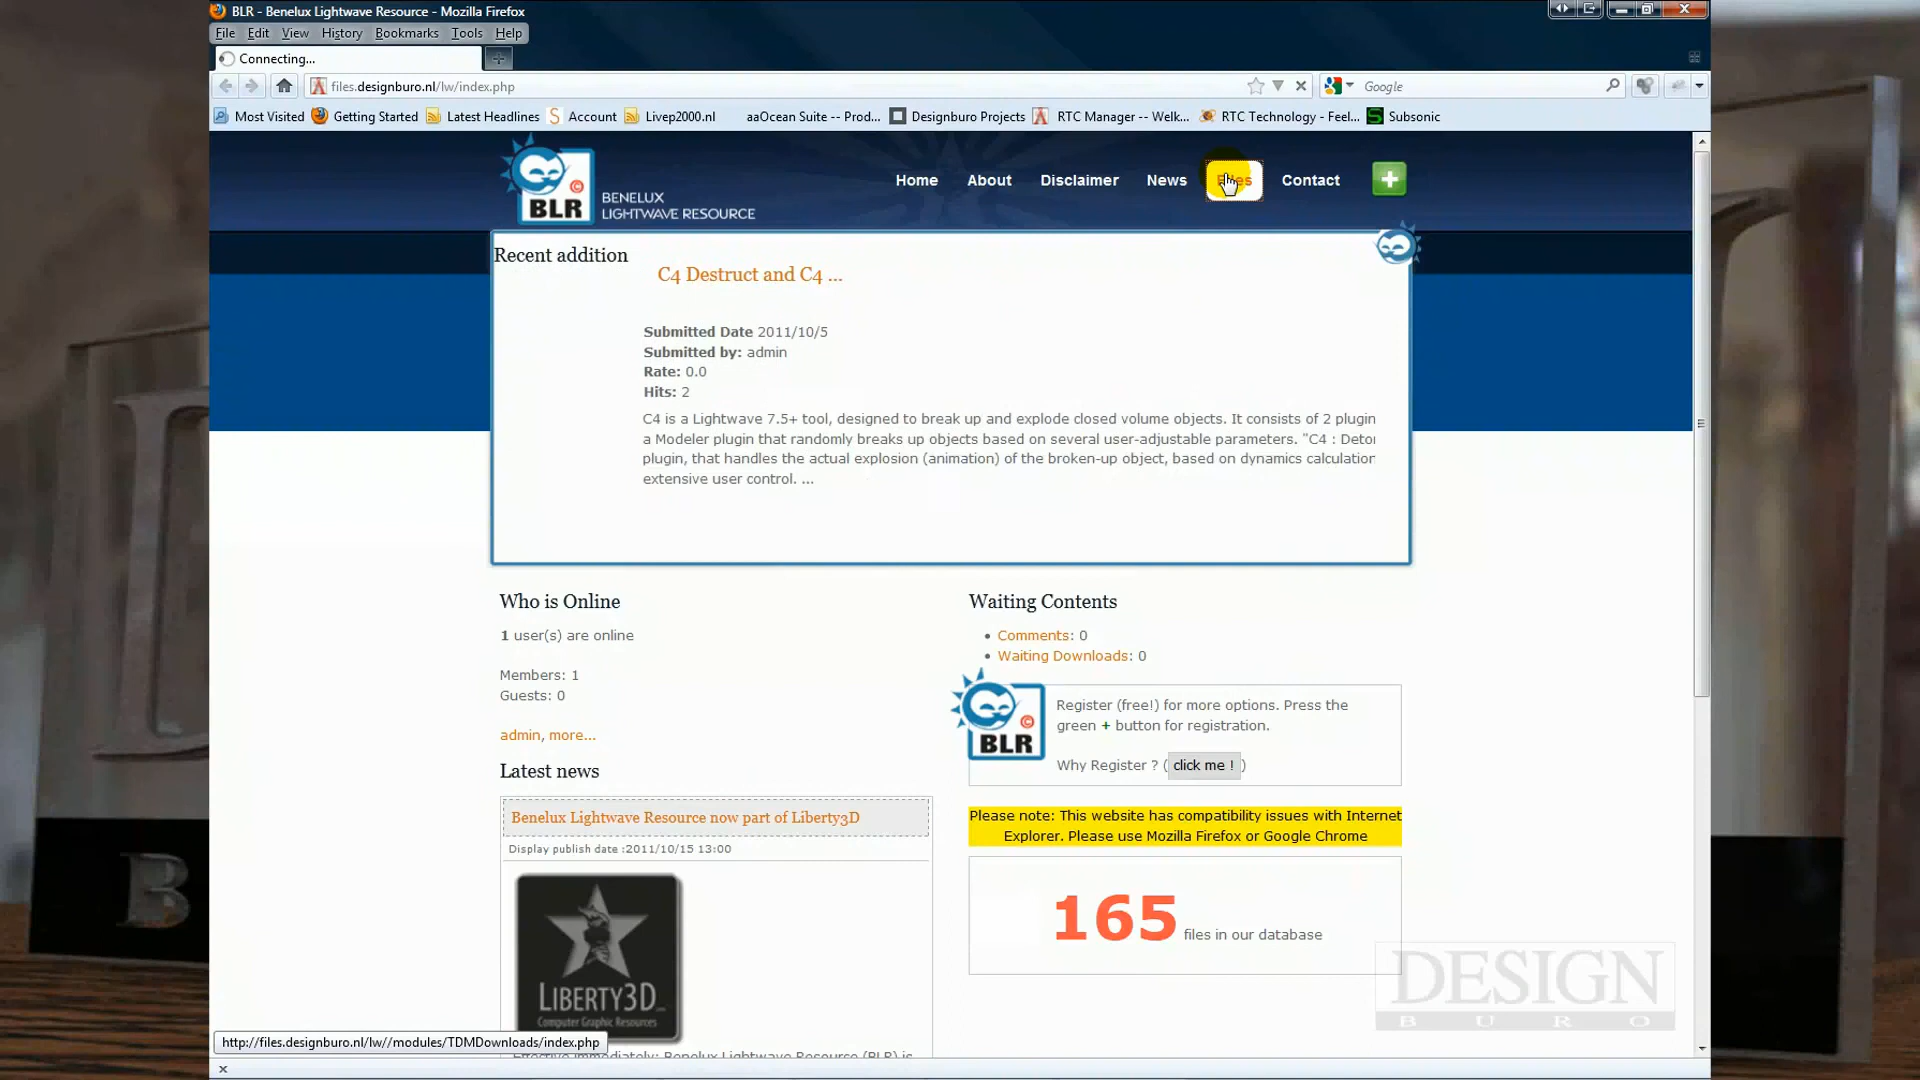 BLR - Benelux Lightwave Resource - Mozilla Firefox
File Edit View History Bookmarks Tools Help
Connecting...
files.designburo.nl/lw/index.php
Google
Most Visited Getting Started Latest Headlines Account Livep2000.nl aaOcean Suite -- Prod... Designburo Projects RTC Manager -- Welk... RTC Technology - Feel... Subsonic
BLR
BENELUX
LIGHTWAVE RESOURCE
Home About Disclaimer News Files Contact
Recent addition
C4 Destruct and C4 ...
Submitted Date 2011/10/5
Submitted by: admin
Rate: 0.0
Hits: 2
C4 is a Lightwave 7.5+ tool, designed to break up and explode closed volume objects. It consists of 2 plugin
a Modeler plugin that randomly breaks up objects based on several user-adjustable parameters. "C4 : Deto
plugin, that handles the actual explosion (animation) of the broken-up object, based on dynamics calculation
extensive user control. ...
Who is Online
1 user(s) are online
Members: 1
Guests: 0
admin, more...
Latest news
Benelux Lightwave Resource now part of Liberty3D
Display publish date :2011/10/15 13:00
LIBERTY3D
Computer Graphic Resources
Effective immediately: Benelux Lightwave Resource (BLR) is
Waiting Contents
Comments: 0
Waiting Downloads: 0
BLR
Register (free!) for more options. Press the
green + button for registration.
Why Register ? ( click me ! )
Please note: This website has compatibility issues with Internet
Explorer. Please use Mozilla Firefox or Google Chrome
165 files in our database
DESIGN
BURO
http://files.designburo.nl/lw//modules/TDMDownloads/index.php